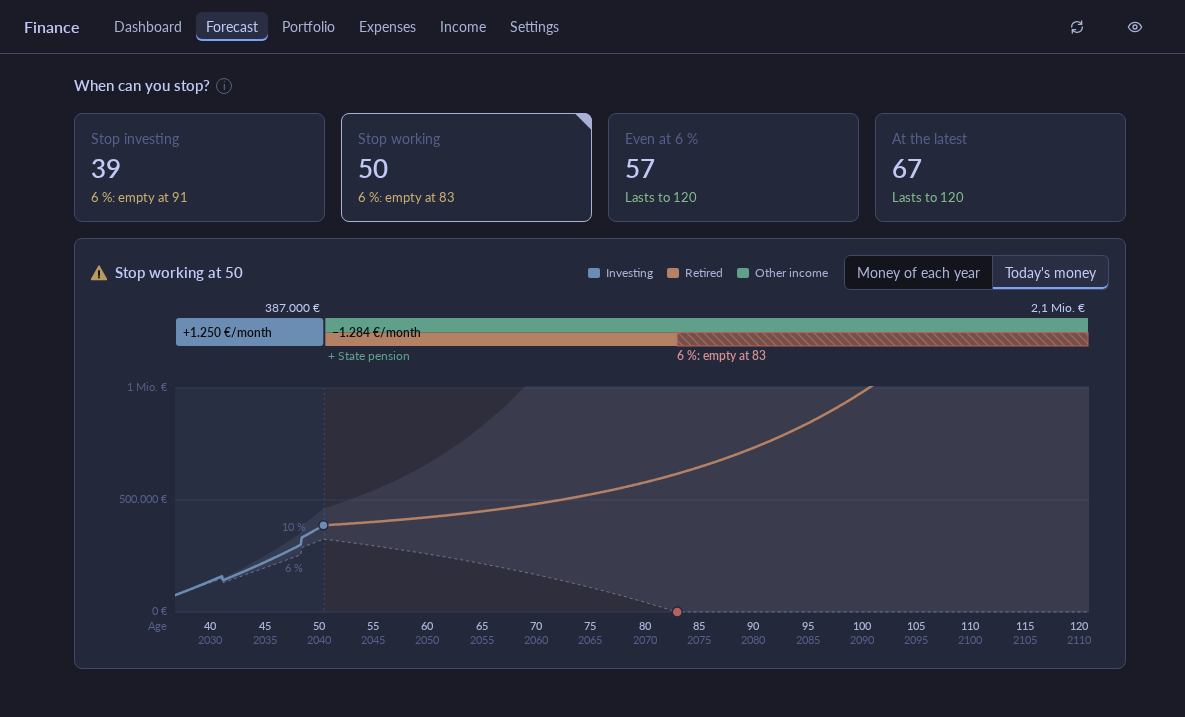 Finance Dashboard Forecast Portfolio Expenses Income Settings
When can you stop?
Stop investing
39
6 %: empty at 91
Stop working
50
6 %: empty at 83
Even at 6 %
57
Lasts to 120
At the latest
67
Lasts to 120
Stop working at 50
Investing Retired Other income
Money of each year Today's money
387.000 € 2,1 Mio. €
+1.250 €/month −1.284 €/month
+ State pension 6 %: empty at 83
1 Mio. €
500.000 €
10 %
6 %
0 €
Age 40 45 50 55 60 65 70 75 80 85 90 95 100 105 110 115 120
2030 2035 2040 2045 2050 2055 2060 2065 2070 2075 2080 2085 2090 2095 2100 2105 2110